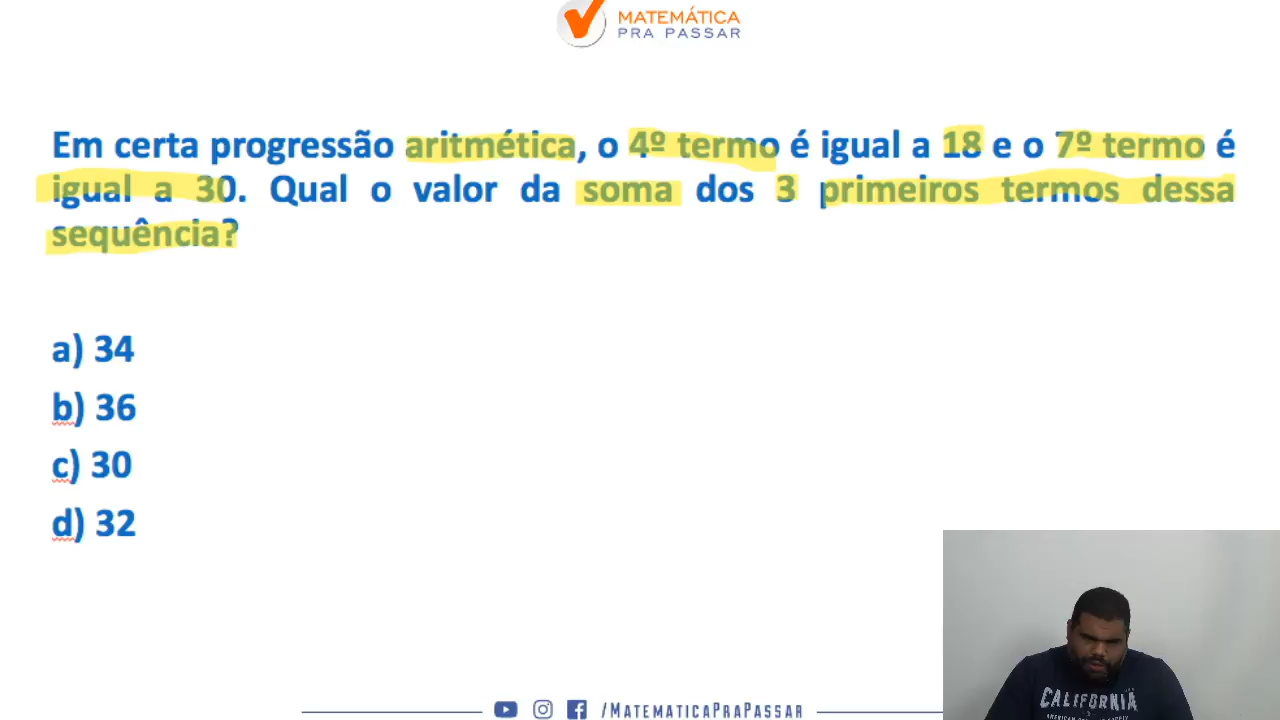 MATEMÁTICA
PRA PASSAR
Em certa progressão aritmética, o 4º termo é igual a 18 e o 7º termo é
igual a 30. Qual o valor da soma dos 3 primeiros termos dessa
sequência?
a) 34
b) 36
c) 30
d) 32
CALIFORNIA
/MATEMATICAPRAPASSAR